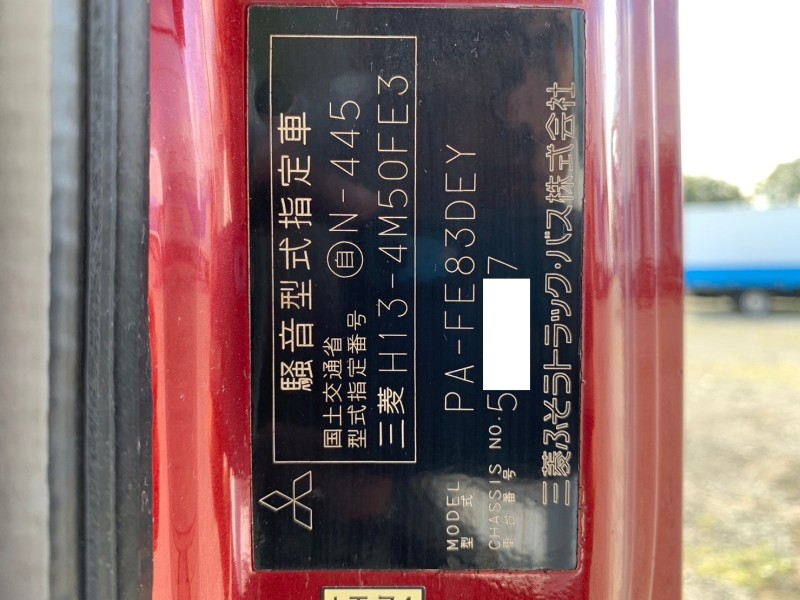 騒音型式指定車
国土交通省
型式指定番号 自N-445
三菱 H13-4M50FE3
MODEL
型式 PA-FE83DEY
CHASSIS NO. 5 7
車台番号
三菱ふそうトラック・バス株式会社